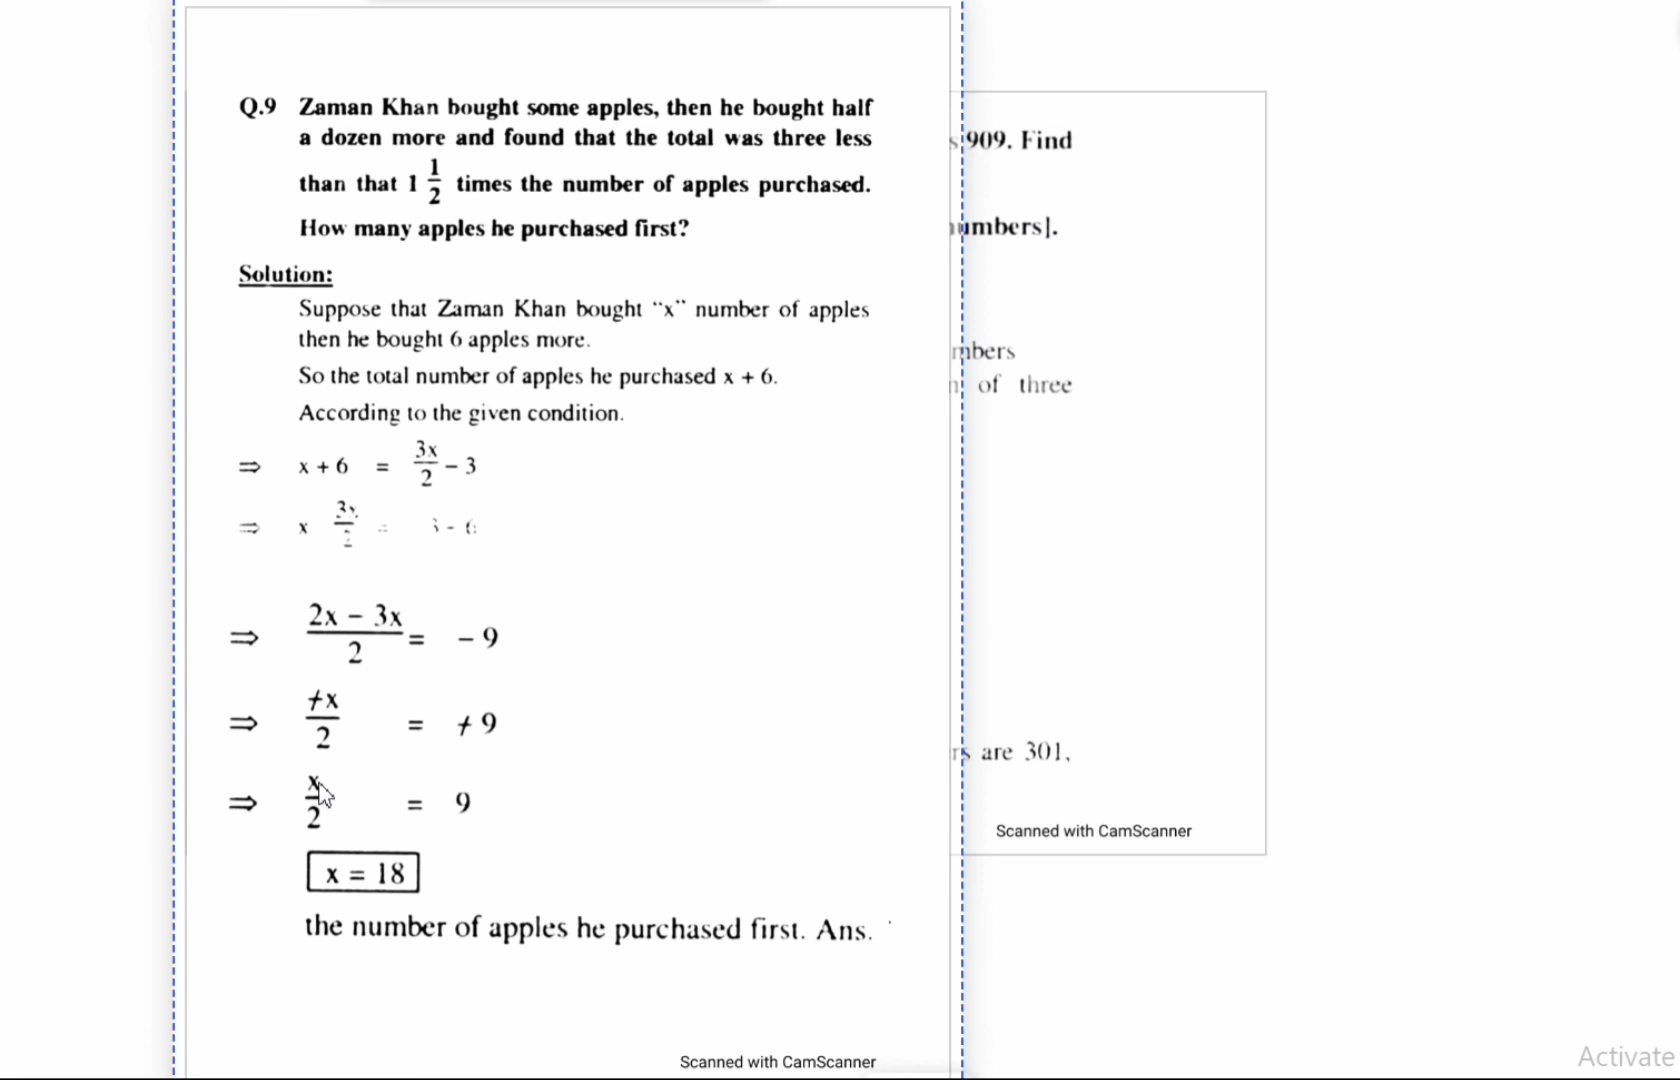 Q.9 Zaman Khan bought some apples, then he bought half
a dozen more and found that the total was three less
than that 1 1/2 times the number of apples purchased.
How many apples he purchased first?
Solution:
Suppose that Zaman Khan bought "x" number of apples
then he bought 6 apples more.
So the total number of apples he purchased x + 6.
According to the given condition.
⇒ x + 6 = 3x/2 – 3
⇒ x
⇒ (2x – 3x)/2 = – 9
⇒ +x/2 = + 9
⇒ x/2 = 9
x = 18
the number of apples he purchased first. Ans.
Scanned with CamScanner
909. Find
of three
are 301,
Scanned with CamScanner
Activate